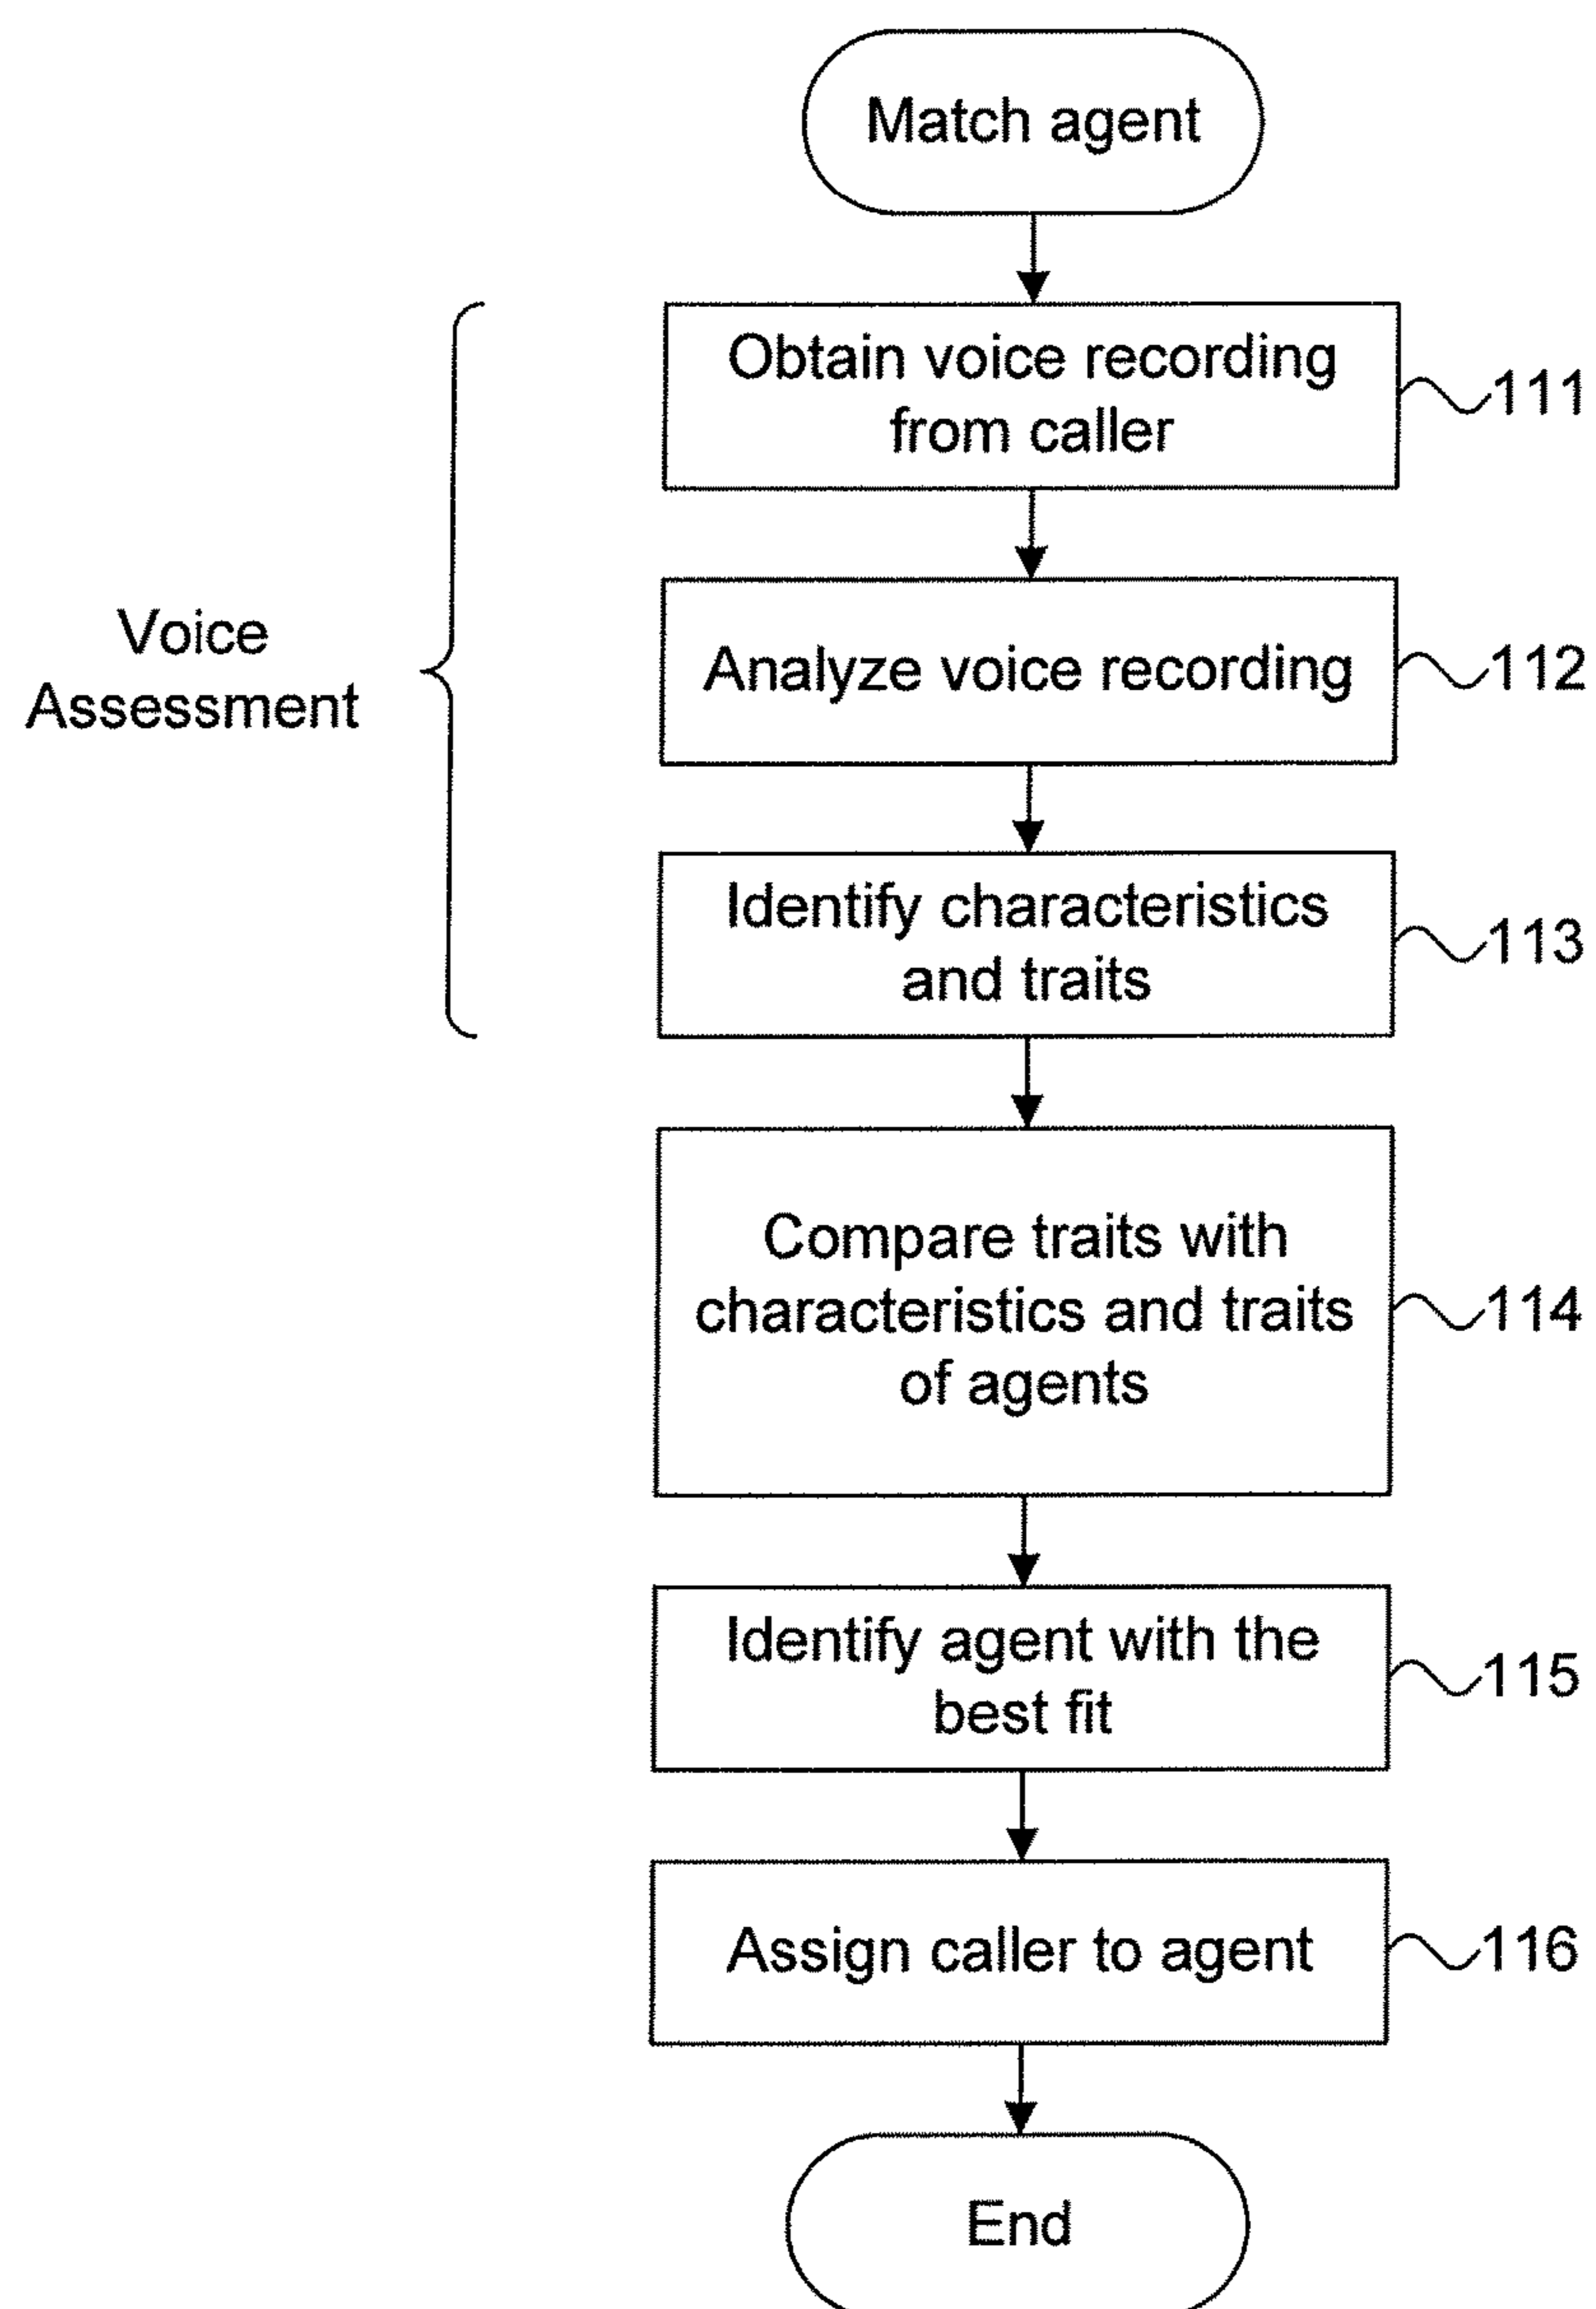 Match agent
Obtain voice recording
from caller
111
Voice
Assessment
Analyze voice recording
112
Identify characteristics
and traits
113
Compare traits with
characteristics and traits
of agents
114
Identify agent with the
best fit
115
Assign caller to agent
116
End